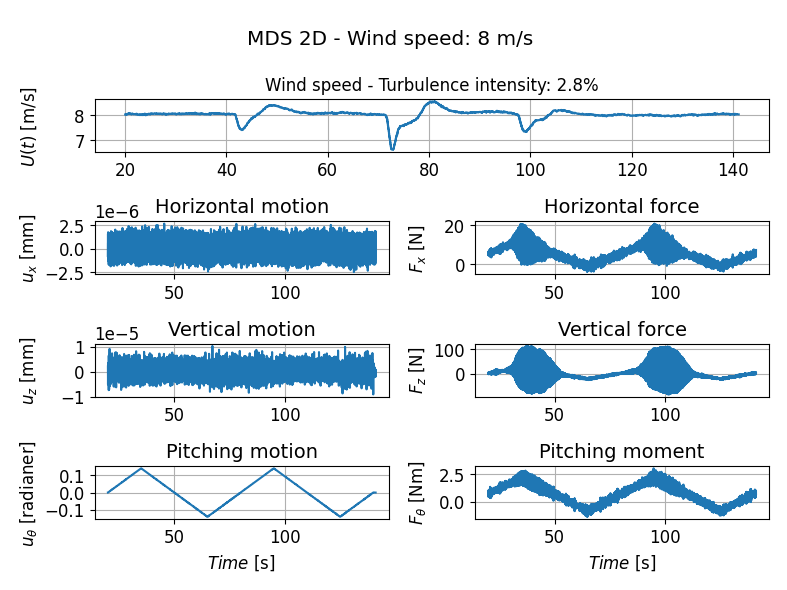 MDS 2D - Wind speed: 8 m/s
Wind speed - Turbulence intensity: 2.8%
U(t) [m/s]
8
7
20 40 60 80 100 120 140
Horizontal motion
1e−6
u_x [mm]
2.5
0.0
−2.5
50 100
Horizontal force
F_x [N]
20
0
50 100
Vertical motion
1e−5
u_z [mm]
1
0
−1
50 100
Vertical force
F_z [N]
100
0
50 100
Pitching motion
u_θ [radianer]
0.1
0.0
−0.1
50 100
Time [s]
Pitching moment
F_θ [Nm]
2.5
0.0
50 100
Time [s]